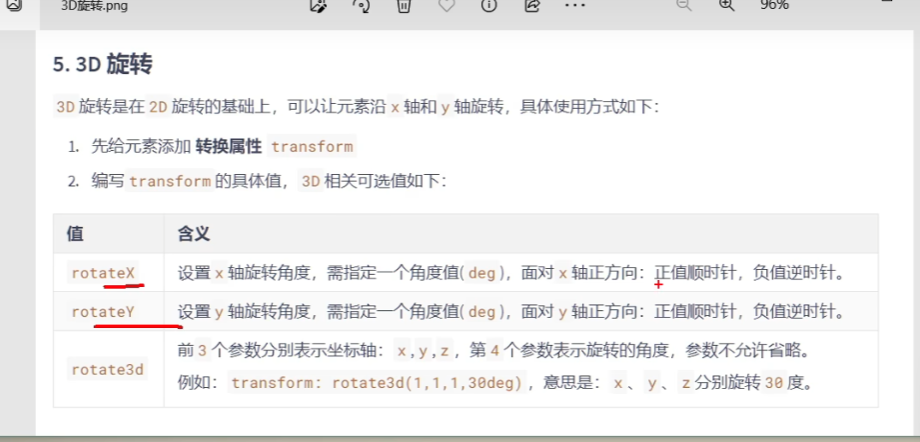 3D旋转.png
96%
5. 3D 旋转
3D 旋转是在 2D 旋转的基础上，可以让元素沿 x 轴和 y 轴旋转，具体使用方式如下：
1. 先给元素添加 转换属性 transform
2. 编写 transform 的具体值， 3D 相关可选值如下：
值 含义
rotateX 设置 x 轴旋转角度，需指定一个角度值( deg )，面对 x 轴正方向：正值顺时针，负值逆时针。
rotateY 设置 y 轴旋转角度，需指定一个角度值( deg )，面对 y 轴正方向：正值顺时针，负值逆时针。
rotate3d 前 3 个参数分别表示坐标轴： x,y,z ，第 4 个参数表示旋转的角度，参数不允许省略。
例如： transform: rotate3d(1,1,1,30deg) ，意思是： x 、 y 、 z 分别旋转 30 度。